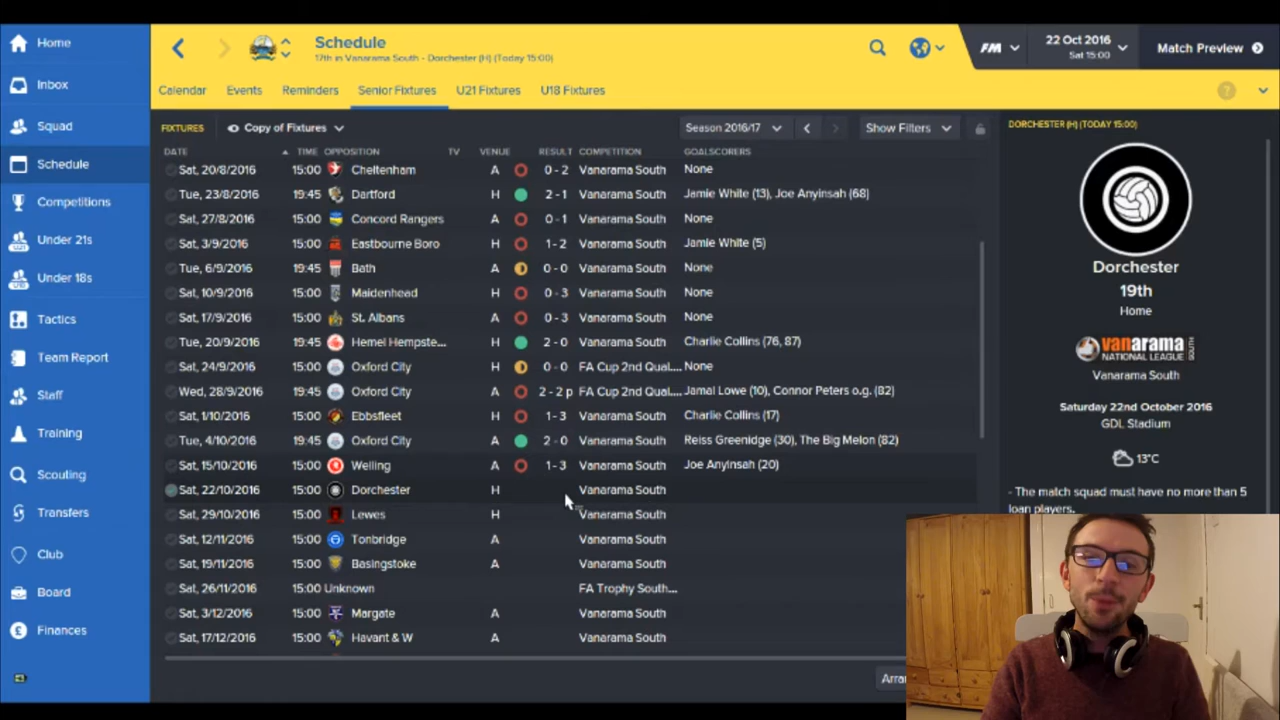 Home
Inbox
Squad
Schedule
Competitions
Under 21s
Under 18s
Tactics
Team Report
Staff
Training
Scouting
Transfers
Club
Board
Finances
Schedule
17th in Vanarama South - Dorchester (H) (Today 15:00)
FM
22 Oct 2016
Sat 15:00
Match Preview
Calendar Events Reminders Senior Fixtures U21 Fixtures U18 Fixtures
FIXTURES Copy of Fixtures Season 2016/17 Show Filters
DATE TIME OPPOSITION TV VENUE RESULT COMPETITION GOALSCORERS
Sat, 20/8/2016 15:00 Cheltenham A 0 - 2 Vanarama South None
Tue, 23/8/2016 19:45 Dartford H 2 - 1 Vanarama South Jamie White (13), Joe Anyinsah (68)
Sat, 27/8/2016 15:00 Concord Rangers A 0 - 1 Vanarama South None
Sat, 3/9/2016 15:00 Eastbourne Boro H 1 - 2 Vanarama South Jamie White (5)
Tue, 6/9/2016 19:45 Bath A 0 - 0 Vanarama South None
Sat, 10/9/2016 15:00 Maidenhead H 0 - 3 Vanarama South None
Sat, 17/9/2016 15:00 St. Albans A 0 - 3 Vanarama South None
Tue, 20/9/2016 19:45 Hemel Hempste... H 2 - 0 Vanarama South Charlie Collins (76, 87)
Sat, 24/9/2016 15:00 Oxford City H 0 - 0 FA Cup 2nd Qual.... None
Wed, 28/9/2016 19:45 Oxford City A 2 - 2 p FA Cup 2nd Qual.... Jamal Lowe (10), Connor Peters o.g. (82)
Sat, 1/10/2016 15:00 Ebbsfleet H 1 - 3 Vanarama South Charlie Collins (17)
Tue, 4/10/2016 19:45 Oxford City A 2 - 0 Vanarama South Reiss Greenidge (30), The Big Melon (82)
Sat, 15/10/2016 15:00 Welling A 1 - 3 Vanarama South Joe Anyinsah (20)
Sat, 22/10/2016 15:00 Dorchester H Vanarama South
Sat, 29/10/2016 15:00 Lewes H Vanarama South
Sat, 12/11/2016 15:00 Tonbridge A Vanarama South
Sat, 19/11/2016 15:00 Basingstoke A Vanarama South
Sat, 26/11/2016 15:00 Unknown FA Trophy South...
Sat, 3/12/2016 15:00 Margate A Vanarama South
Sat, 17/12/2016 15:00 Havant & W A Vanarama South
DORCHESTER (H) (TODAY 15:00)
Dorchester
19th
Home
vanarama
NATIONAL LEAGUE SOUTH
Vanarama South
Saturday 22nd October 2016
GDL Stadium
13°C
- The match squad must have no more than 5
loan players.